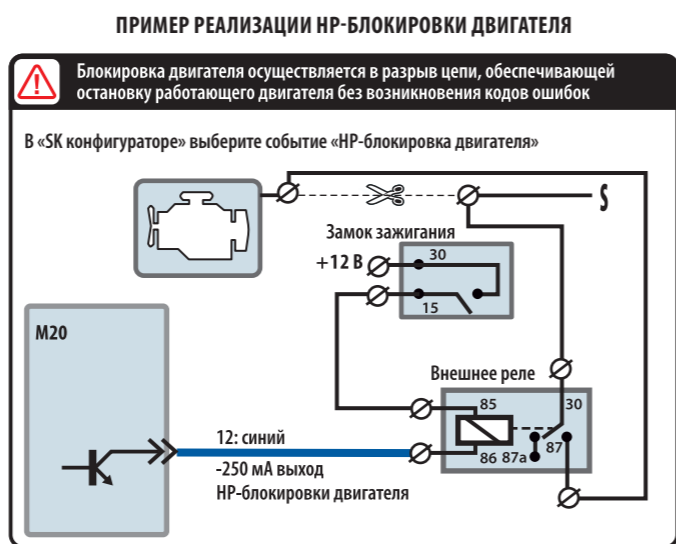 ПРИМЕР РЕАЛИЗАЦИИ НР-БЛОКИРОВКИ ДВИГАТЕЛЯ
Блокировка двигателя осуществляется в разрыв цепи, обеспечивающей
остановку работающего двигателя без возникновения кодов ошибок
В «SK конфигураторе» выберите событие «НР-блокировка двигателя»
Замок зажигания
+12 В
30
15
М20
Внешнее реле
85
30
12: синий
86
87а
87
-250 мА выход
НР-блокировки двигателя